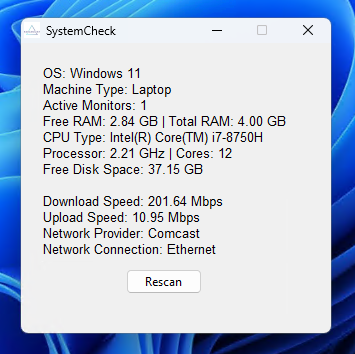 SystemCheck
OS: Windows 11
Machine Type: Laptop
Active Monitors: 1
Free RAM: 2.84 GB | Total RAM: 4.00 GB
CPU Type: Intel(R) Core(TM) i7-8750H
Processor: 2.21 GHz | Cores: 12
Free Disk Space: 37.15 GB
Download Speed: 201.64 Mbps
Upload Speed: 10.95 Mbps
Network Provider: Comcast
Network Connection: Ethernet
Rescan